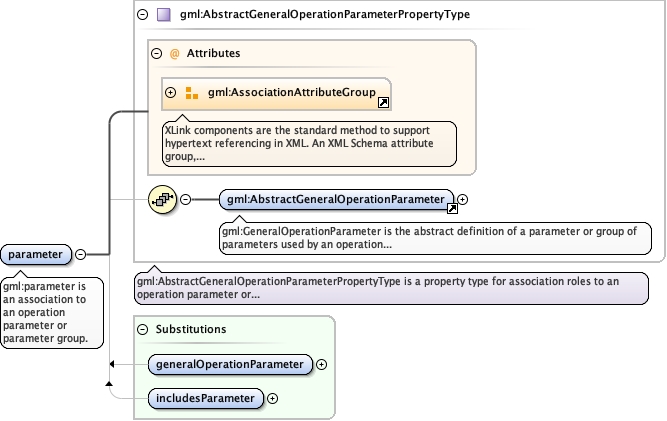 gml:AbstractGeneralOperationParameterPropertyType
@ Attributes
gml:AssociationAttributeGroup
XLink components are the standard method to support
hypertext referencing in XML. An XML Schema attribute
group,...
gml:AbstractGeneralOperationParameter
gml:GeneralOperationParameter is the abstract definition of a parameter or group of
parameters used by an operation...
parameter
gml:parameter is
an association to
an operation
parameter or
parameter group.
gml:AbstractGeneralOperationParameterPropertyType is a property type for association roles to an
operation parameter or...
Substitutions
generalOperationParameter
includesParameter